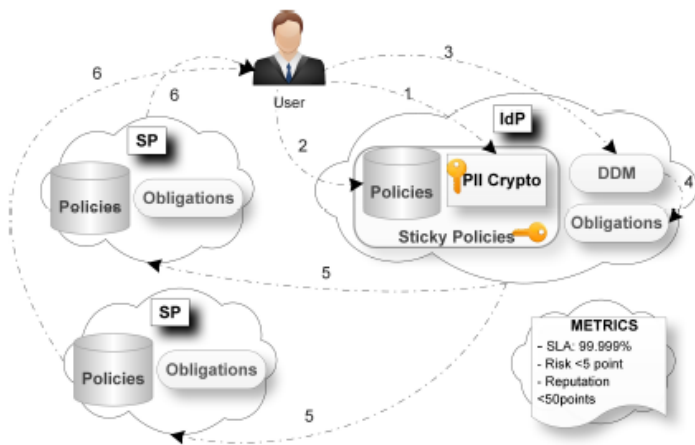 6
3
6
User
1
IdP
SP
2
Policies
PII Crypto
DDM
4
Policies
Obligations
Sticky Policies
Obligations
5
SP
METRICS
- SLA: 99.999%
- Risk <5 point
- Reputation
<50points
Policies
Obligations
5